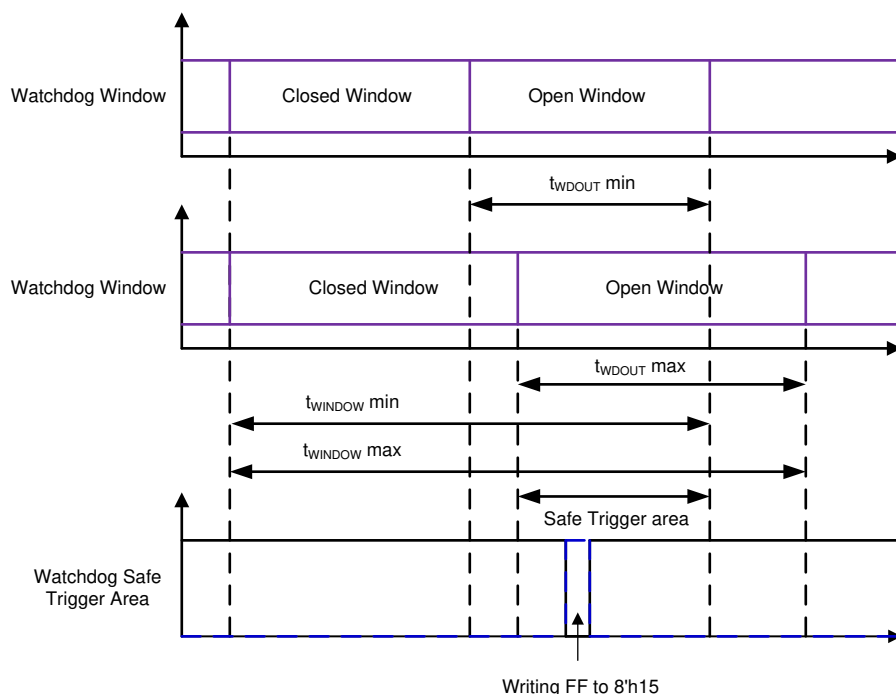 Watchdog Window
Closed Window
Open Window
tWDOUT min
Watchdog Window
Closed Window
Open Window
tWDOUT max
tWINDOW min
tWINDOW max
Safe Trigger area
Watchdog Safe
Trigger Area
Writing FF to 8'h15